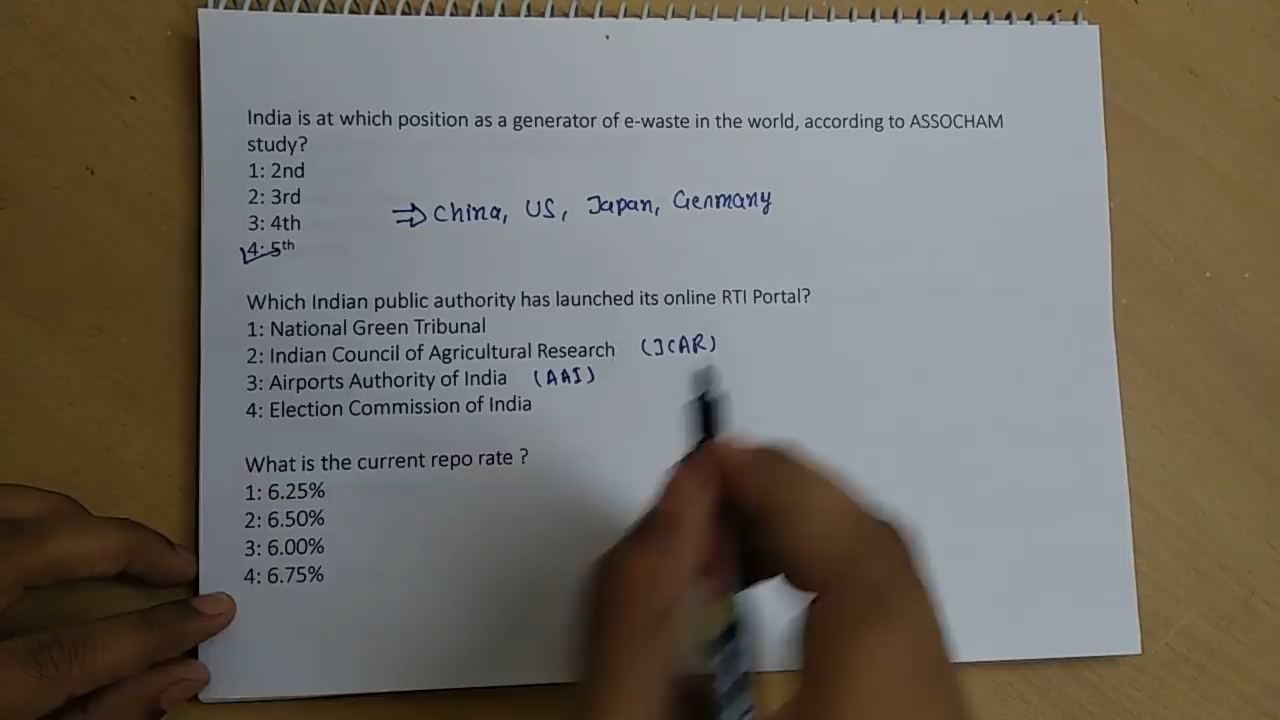 India is at which position as a generator of e-waste in the world, according to ASSOCHAM
study?
1: 2nd
2: 3rd
3: 4th
4: 5th
⇒ China, US, Japan, Germany
Which Indian public authority has launched its online RTI Portal?
1: National Green Tribunal
2: Indian Council of Agricultural Research (ICAR)
3: Airports Authority of India (AAI)
4: Election Commission of India
What is the current repo rate ?
1: 6.25%
2: 6.50%
3: 6.00%
4: 6.75%